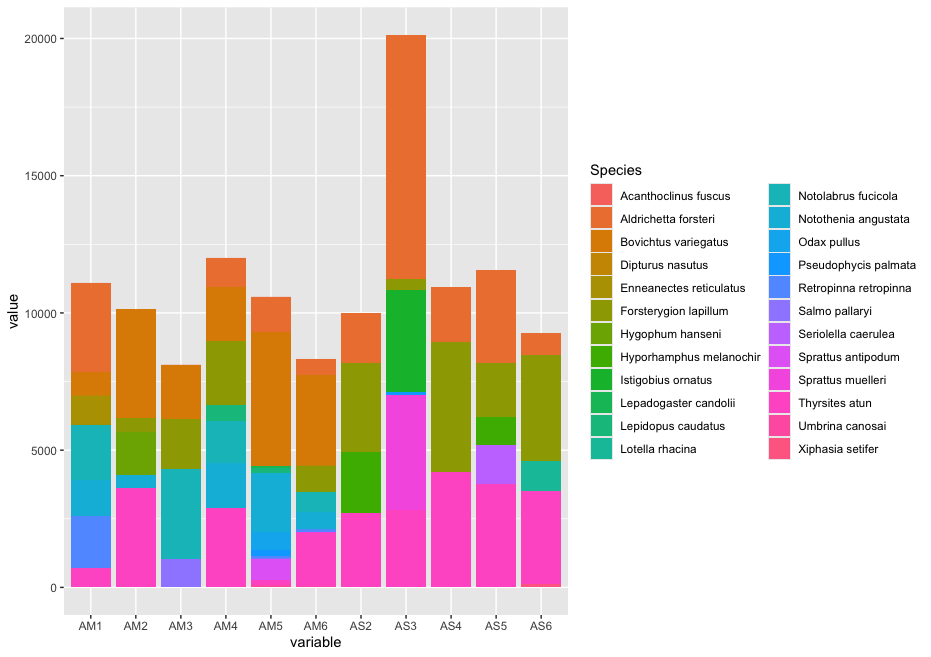 value
20000
15000
10000
5000
0
AM1 AM2 AM3 AM4 AM5 AM6 AS2 AS3 AS4 AS5 AS6
variable
Species
Acanthoclinus fuscus
Aldrichetta forsteri
Bovichtus variegatus
Dipturus nasutus
Enneanectes reticulatus
Forsterygion lapillum
Hygophum hanseni
Hyporhamphus melanochir
Istigobius ornatus
Lepadogaster candolii
Lepidopus caudatus
Lotella rhacina
Notolabrus fucicola
Notothenia angustata
Odax pullus
Pseudophycis palmata
Retropinna retropinna
Salmo pallaryi
Seriolella caerulea
Sprattus antipodum
Sprattus muelleri
Thyrsites atun
Umbrina canosai
Xiphasia setifer